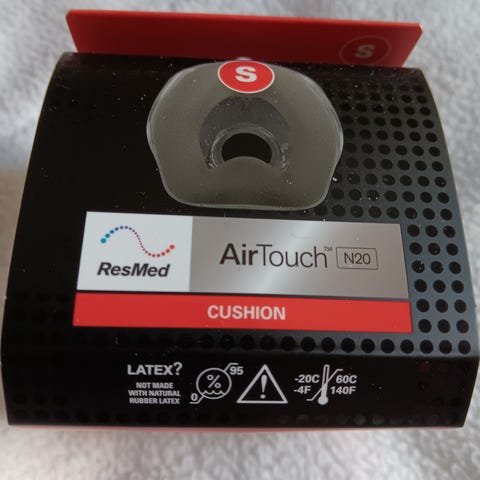 S
S
ResMed
AirTouch™ N20
CUSHION
LATEX?
NOT MADE
WITH NATURAL
RUBBER LATEX
0 % 95
-20C 60C
-4F 140F